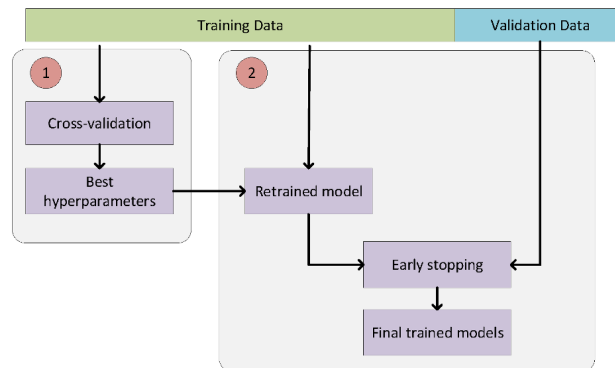 Training Data
Validation Data
1
2
Cross-validation
Best
hyperparameters
Retrained model
Early stopping
Final trained models